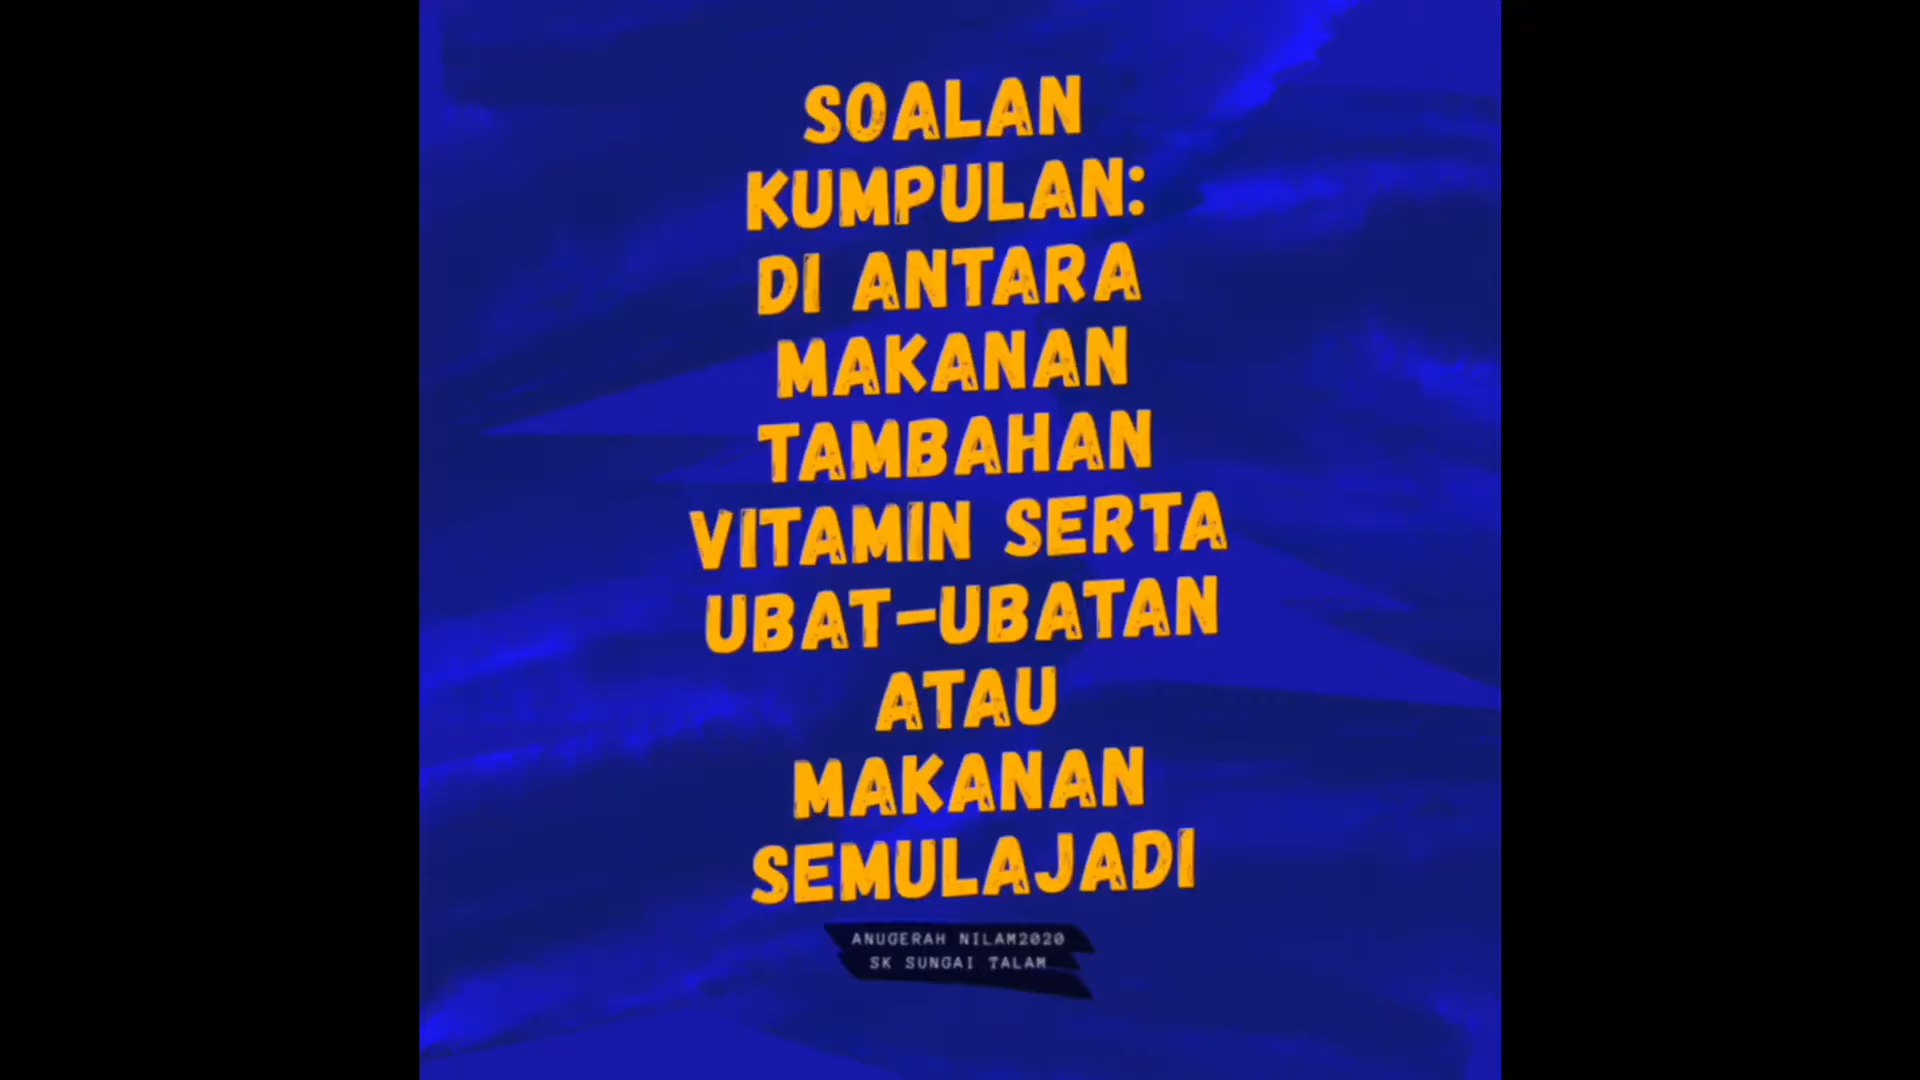 SOALAN
KUMPULAN:
DI ANTARA
MAKANAN
TAMBAHAN
VITAMIN SERTA
UBAT-UBATAN
ATAU
MAKANAN
SEMULAJADI
ANUGERAH NILAM2020
SK SUNGAI TALAM